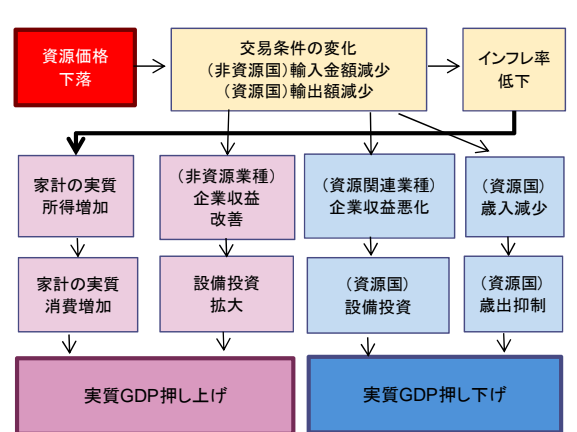 資源価格
下落
交易条件の変化
(非資源国)輸入金額減少
(資源国)輸出額減少
インフレ率
低下
家計の実質
所得増加
(非資源業種)
企業収益
改善
(資源関連業種)
企業収益悪化
(資源国)
歳入減少
家計の実質
消費増加
設備投資
拡大
(資源国)
設備投資
(資源国)
歳出抑制
実質GDP押し上げ
実質GDP押し下げ